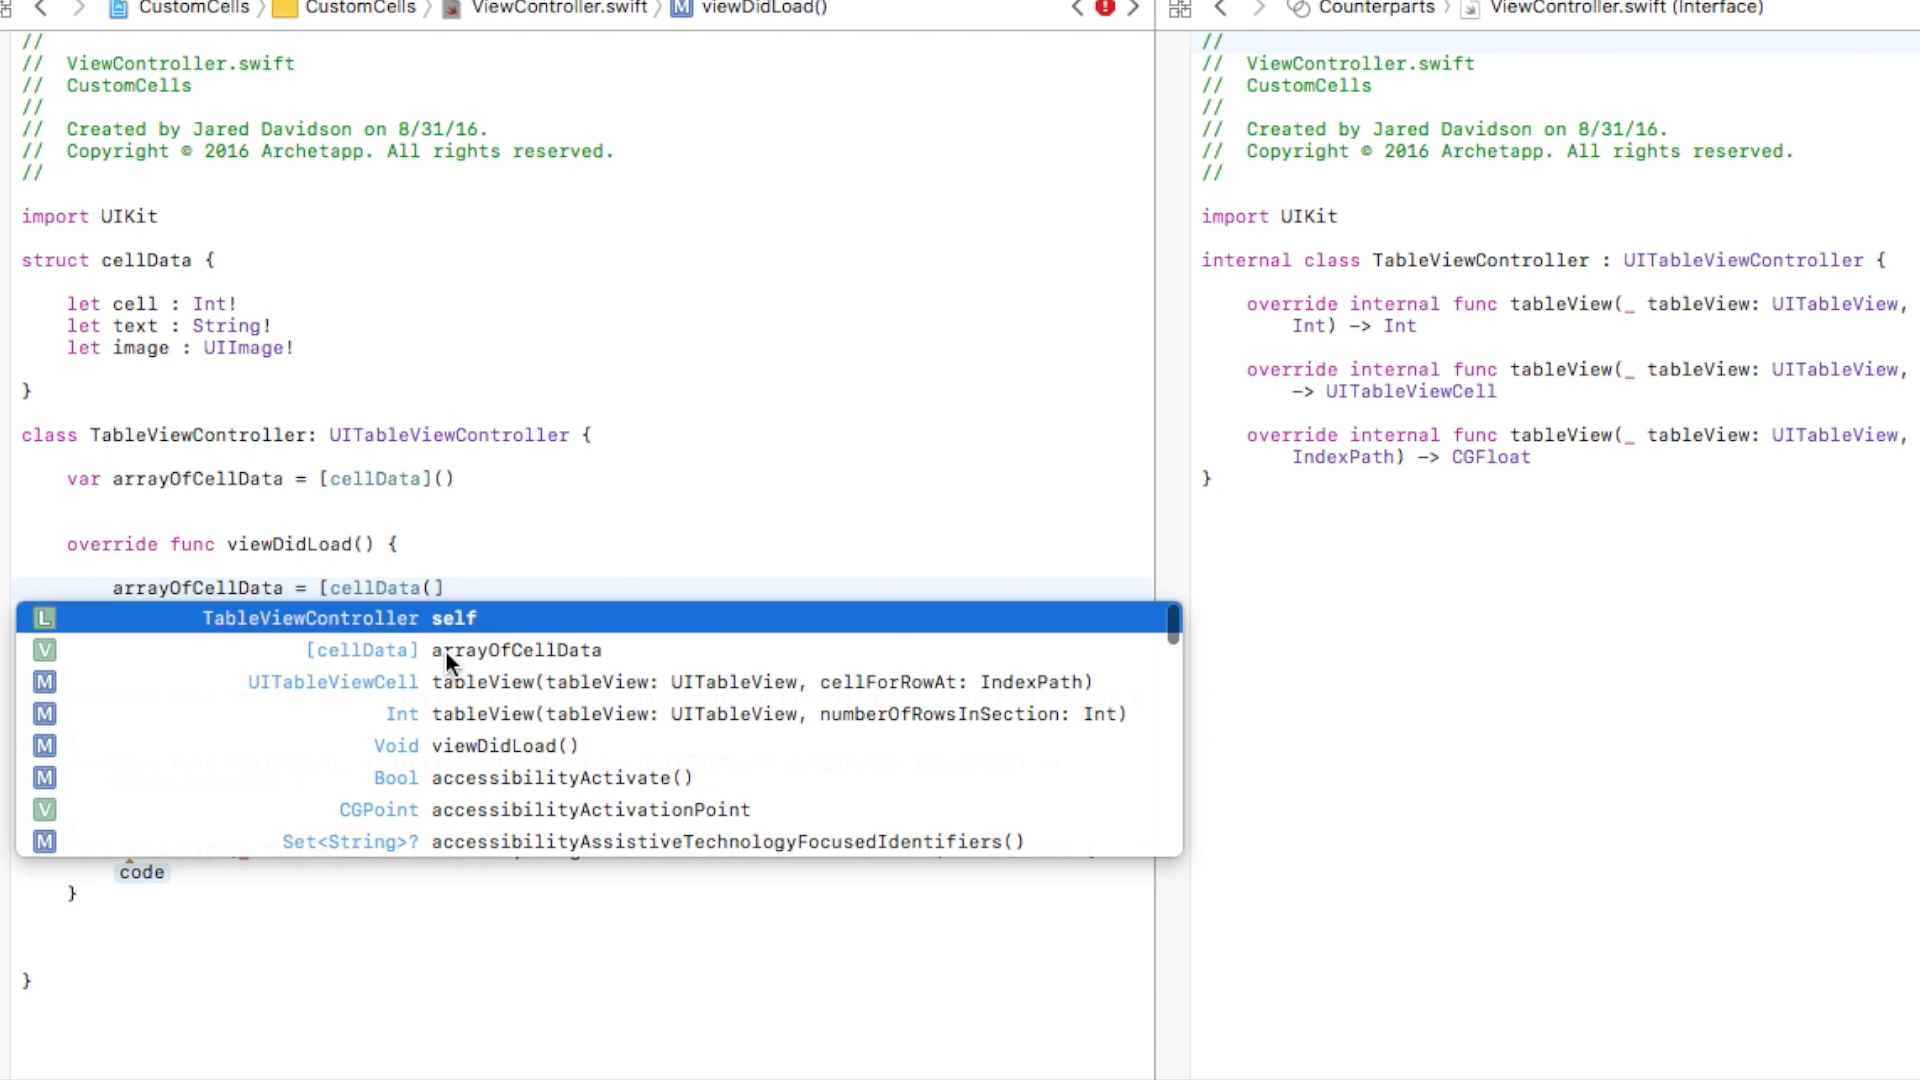 CustomCells CustomCells ViewController.swift viewDidLoad()
//
// ViewController.swift
// CustomCells
//
// Created by Jared Davidson on 8/31/16.
// Copyright © 2016 Archetapp. All rights reserved.
//
import UIKit
struct cellData {
let cell : Int!
let text : String!
let image : UIImage!
}
class TableViewController: UITableViewController {
var arrayOfCellData = [cellData]()
override func viewDidLoad() {
arrayOfCellData = [cellData(]
L TableViewController self
V [cellData] arrayOfCellData
M UITableViewCell tableView(tableView: UITableView, cellForRowAt: IndexPath)
M Int tableView(tableView: UITableView, numberOfRowsInSection: Int)
M Void viewDidLoad()
M Bool accessibilityActivate()
V CGPoint accessibilityActivationPoint
M Set<String>? accessibilityAssistiveTechnologyFocusedIdentifiers()
code
}
}
Counterparts ViewController.swift (Interface)
//
// ViewController.swift
// CustomCells
//
// Created by Jared Davidson on 8/31/16.
// Copyright © 2016 Archetapp. All rights reserved.
//
import UIKit
internal class TableViewController : UITableViewController {
override internal func tableView(_ tableView: UITableView,
Int) -> Int
override internal func tableView(_ tableView: UITableView,
-> UITableViewCell
override internal func tableView(_ tableView: UITableView,
IndexPath) -> CGFloat
}